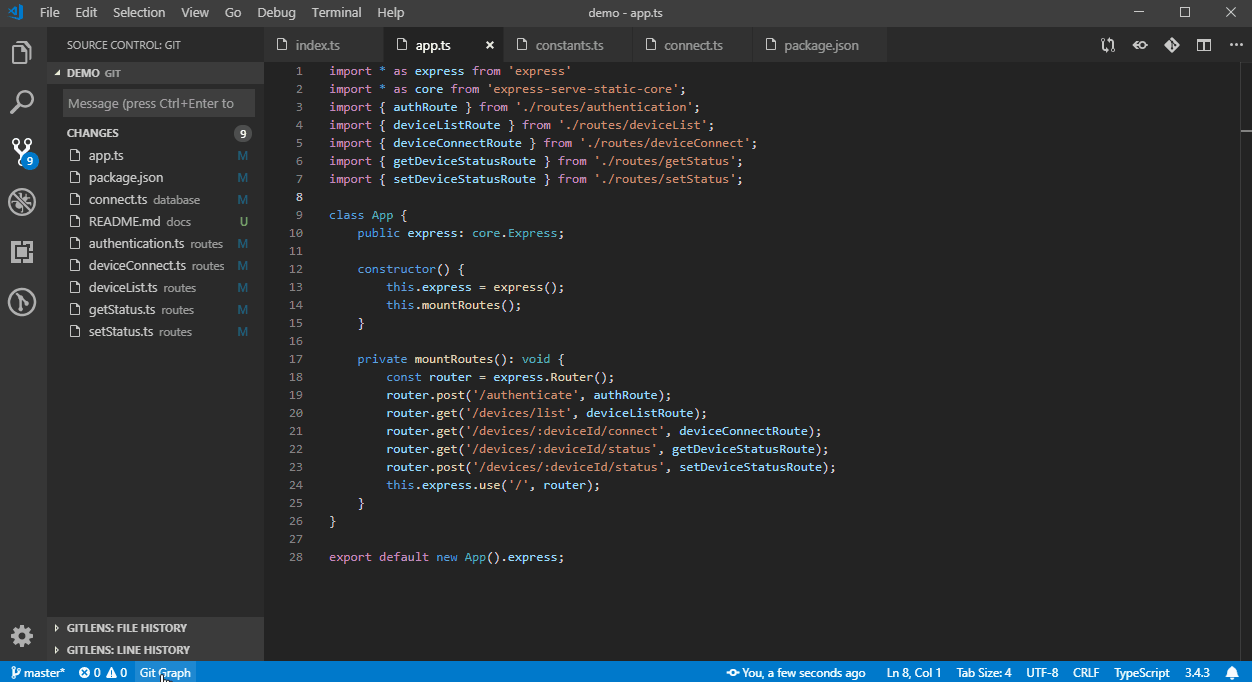 File Edit Selection View Go Debug Terminal Help demo - app.ts
SOURCE CONTROL: GIT
index.ts app.ts constants.ts connect.ts package.json
DEMO GIT
Message (press Ctrl+Enter to
CHANGES 9
app.ts M
package.json M
connect.ts database M
README.md docs U
authentication.ts routes M
deviceConnect.ts routes M
deviceList.ts routes M
getStatus.ts routes M
setStatus.ts routes M
9
GITLENS: FILE HISTORY
GITLENS: LINE HISTORY
1 import * as express from 'express'
2 import * as core from 'express-serve-static-core';
3 import { authRoute } from './routes/authentication';
4 import { deviceListRoute } from './routes/deviceList';
5 import { deviceConnectRoute } from './routes/deviceConnect';
6 import { getDeviceStatusRoute } from './routes/getStatus';
7 import { setDeviceStatusRoute } from './routes/setStatus';
8
9 class App {
10     public express: core.Express;
11
12     constructor() {
13         this.express = express();
14         this.mountRoutes();
15     }
16
17     private mountRoutes(): void {
18         const router = express.Router();
19         router.post('/authenticate', authRoute);
20         router.get('/devices/list', deviceListRoute);
21         router.get('/devices/:deviceId/connect', deviceConnectRoute);
22         router.get('/devices/:deviceId/status', getDeviceStatusRoute);
23         router.post('/devices/:deviceId/status', setDeviceStatusRoute);
24         this.express.use('/', router);
25     }
26 }
27
28 export default new App().express;
master* 0 0 Git Graph You, a few seconds ago Ln 8, Col 1 Tab Size: 4 UTF-8 CRLF TypeScript 3.4.3